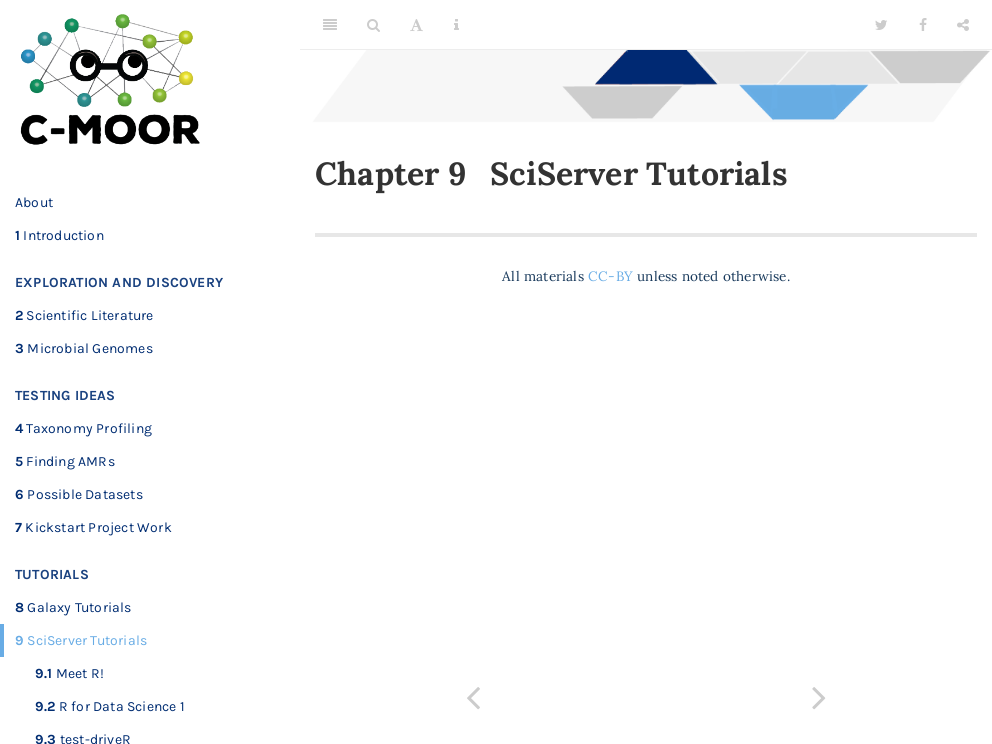 C-MOOR
About
1 Introduction
EXPLORATION AND DISCOVERY
2 Scientific Literature
3 Microbial Genomes
TESTING IDEAS
4 Taxonomy Profiling
5 Finding AMRs
6 Possible Datasets
7 Kickstart Project Work
TUTORIALS
8 Galaxy Tutorials
9 SciServer Tutorials
9.1 Meet R!
9.2 R for Data Science 1
9.3 test-driveR
A
Chapter 9 SciServer Tutorials
All materials CC-BY unless noted otherwise.